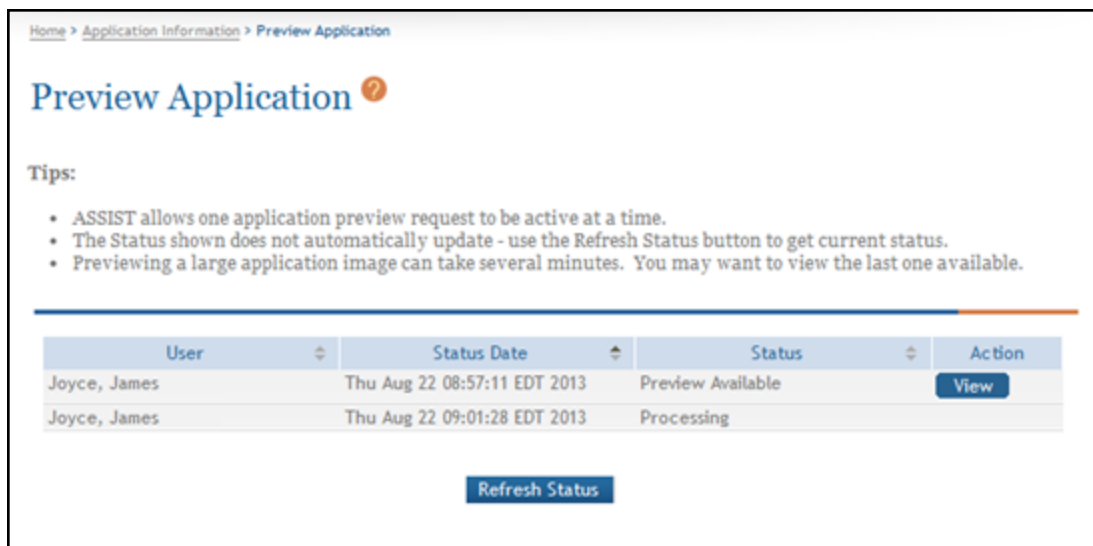 Home > Application Information > Preview Application
Preview Application ?
Tips:
• ASSIST allows one application preview request to be active at a time.
• The Status shown does not automatically update - use the Refresh Status button to get current status.
• Previewing a large application image can take several minutes. You may want to view the last one available.
User Status Date Status Action
Joyce, James Thu Aug 22 08:57:11 EDT 2013 Preview Available View
Joyce, James Thu Aug 22 09:01:28 EDT 2013 Processing
Refresh Status